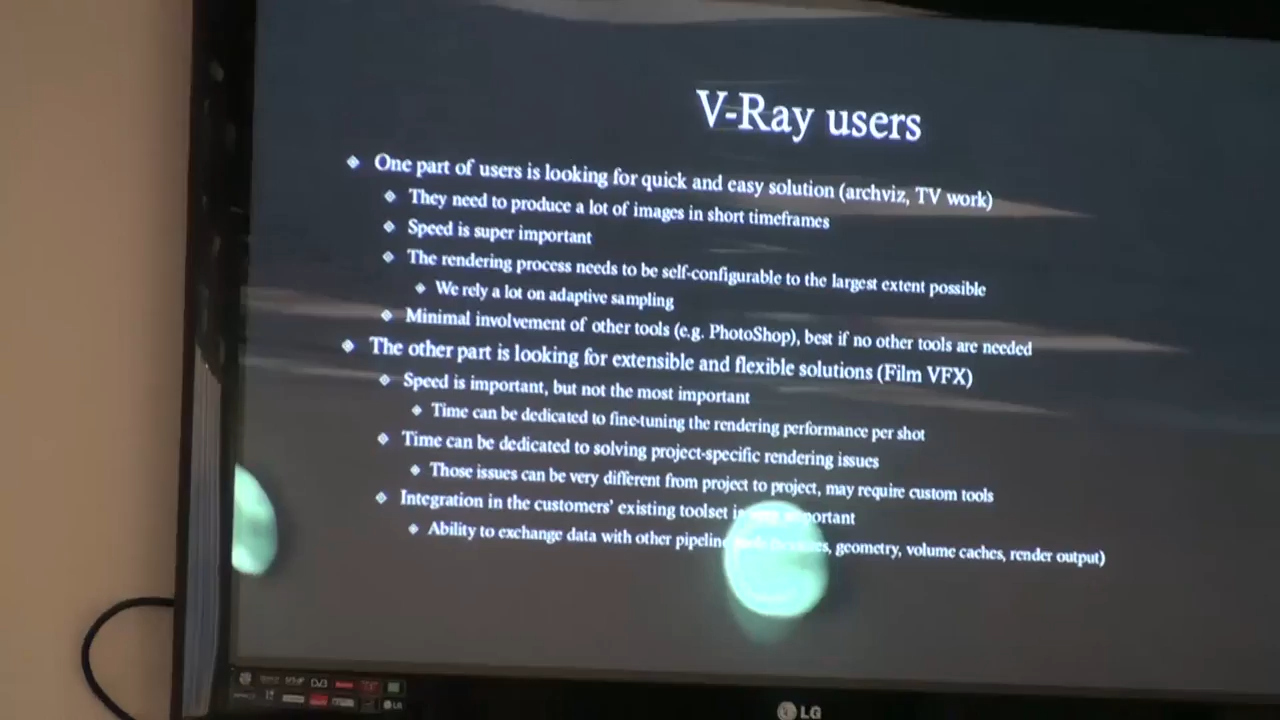 V-Ray users
One part of users is looking for quick and easy solution (archviz, TV work)
They need to produce a lot of images in short timeframes
Speed is super important
The rendering process needs to be self-configurable to the largest extent possible
We rely a lot on adaptive sampling
Minimal involvement of other tools (e.g. PhotoShop), best if no other tools are needed
The other part is looking for extensible and flexible solutions (Film VFX)
Speed is important, but not the most important
Time can be dedicated to fine-tuning the rendering performance per shot
Time can be dedicated to solving project-specific rendering issues
Those issues can be very different from project to project, may require custom tools
Integration in the customers' existing toolset is important
Ability to exchange data with other pipeline geometry, volume caches, render output)
LG